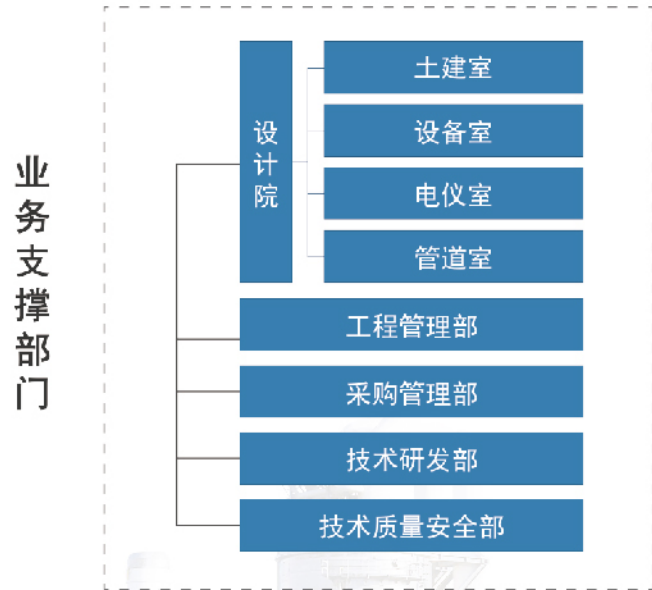 业务支撑部门
设计院
土建室
设备室
电仪室
管道室
工程管理部
采购管理部
技术研发部
技术质量安全部